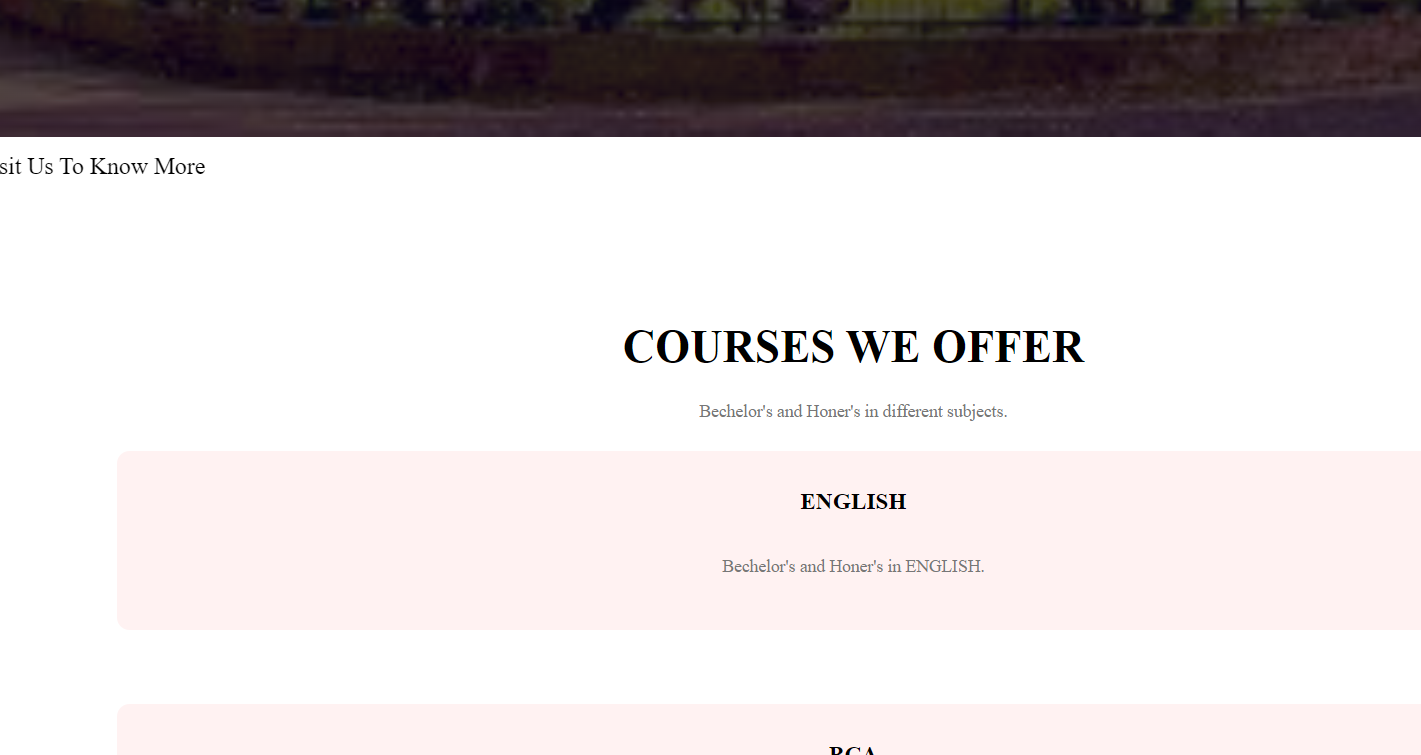 sit Us To Know More
COURSES WE OFFER
Bechelor's and Honer's in different subjects.
ENGLISH
Bechelor's and Honer's in ENGLISH.
BCA